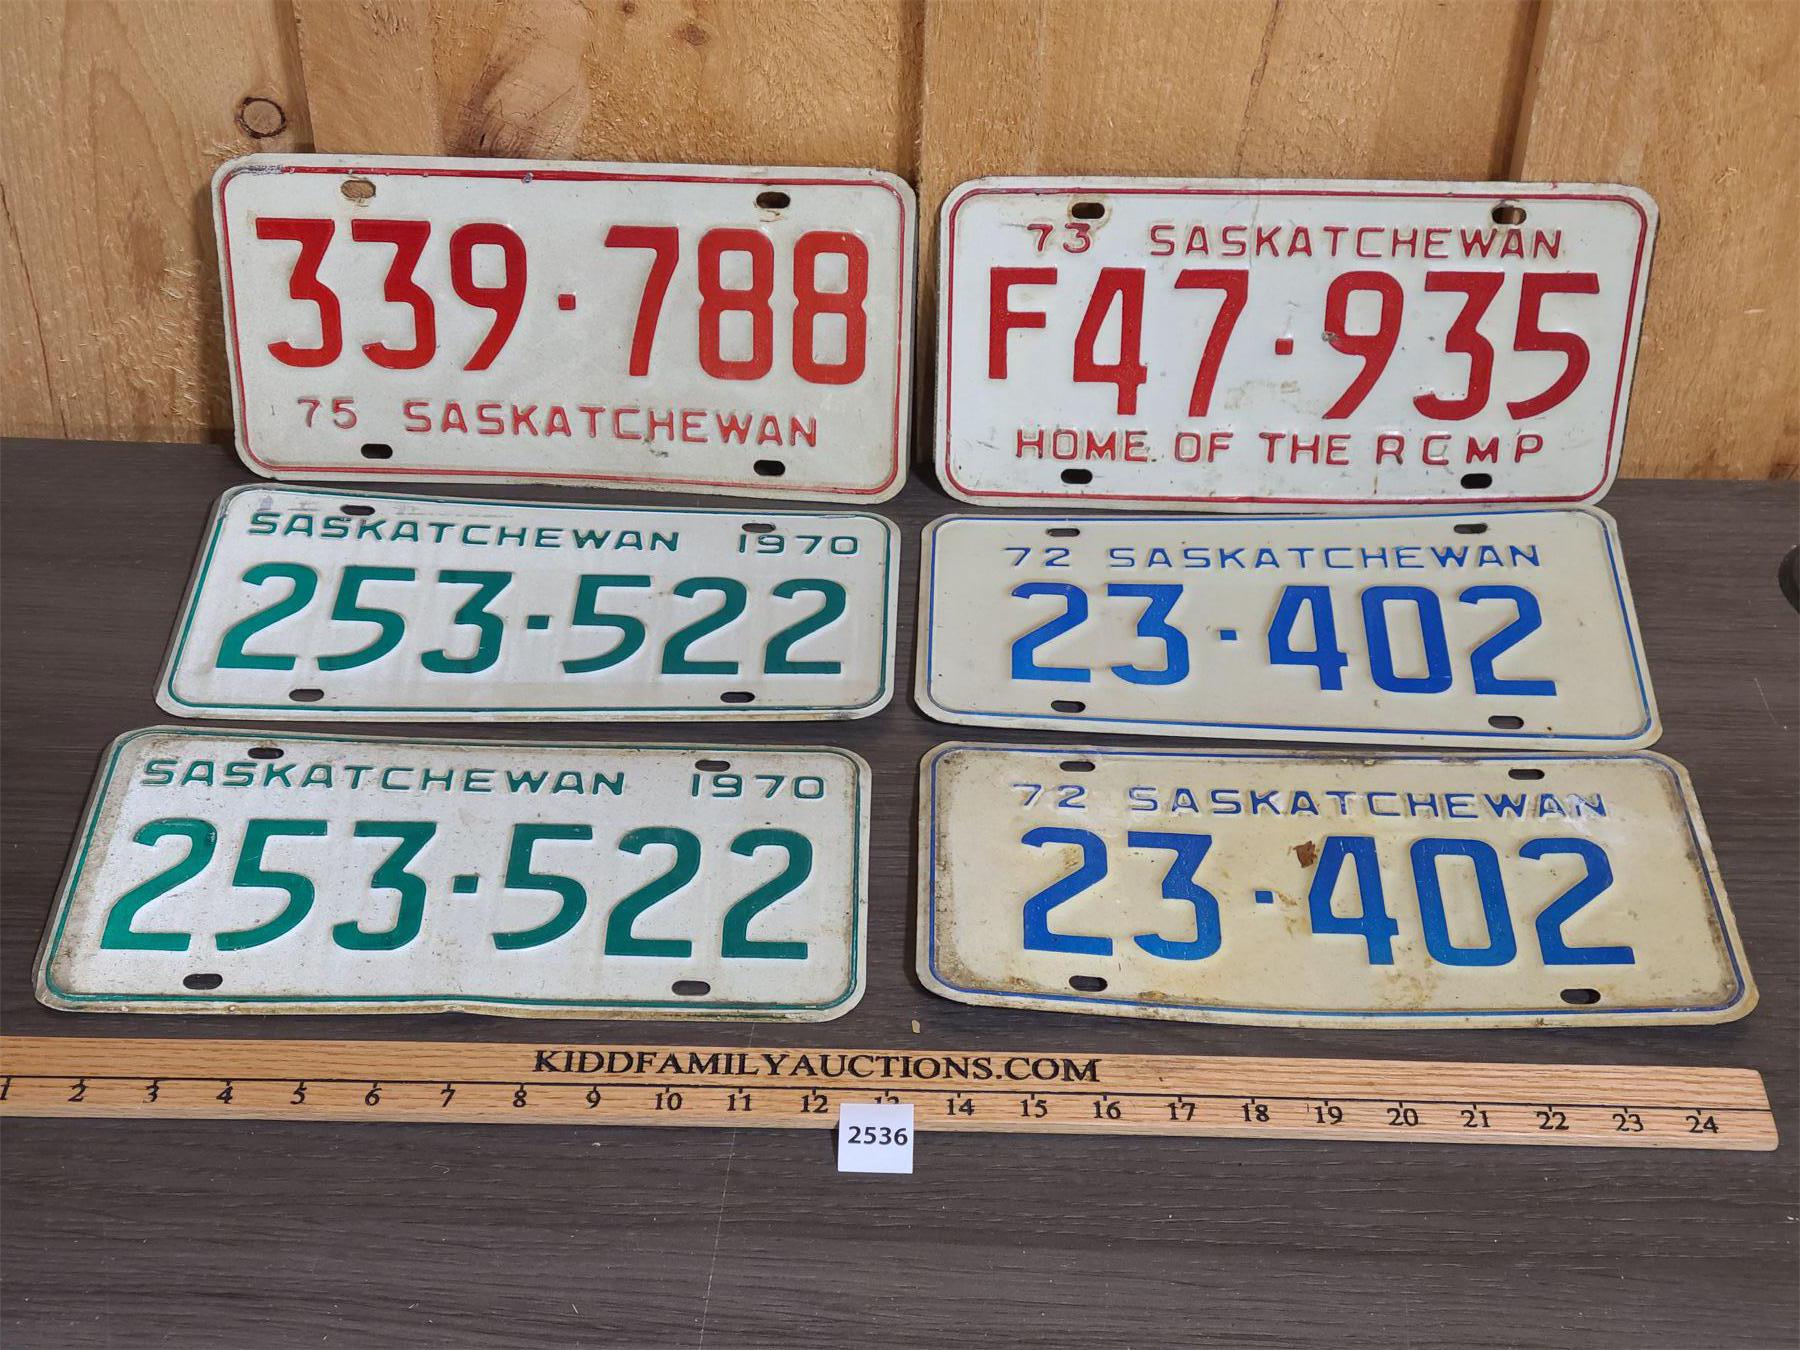 339·788
75 SASKATCHEWAN
73 SASKATCHEWAN
F47·935
HOME OF THE RCMP
SASKATCHEWAN 1970
253·522
72 SASKATCHEWAN
23·402
SASKATCHEWAN 1970
253·522
72 SASKATCHEWAN
23·402
KIDDFAMILYAUCTIONS.COM
1 2 3 4 5 6 7 8 9 10 11 12 13 14 15 16 17 18 19 20 21 22 23 24
2536